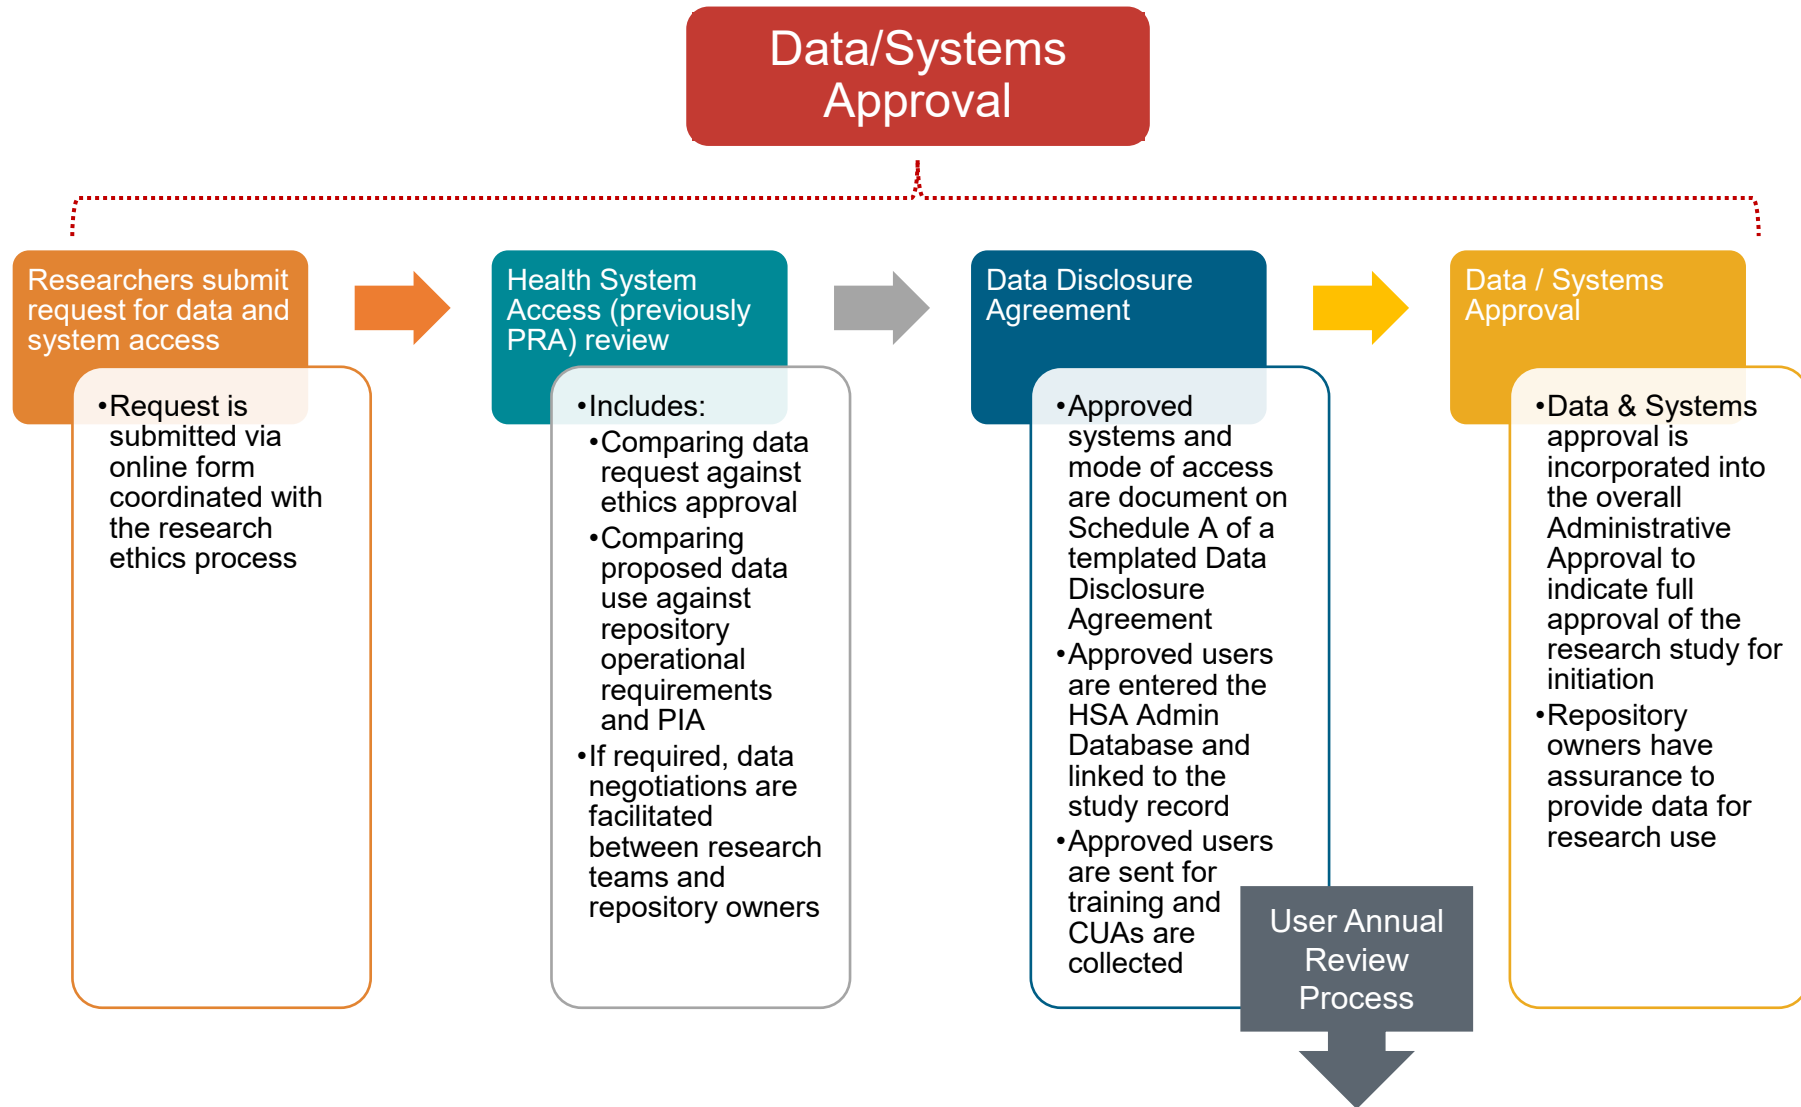 Data/Systems
Approval
Researchers submit
request for data and
system access
•Request is
submitted via
online form
coordinated with
the research
ethics process
Health System
Access (previously
PRA) review
•Includes:
•Comparing data
request against
ethics approval
•Comparing
proposed data
use against
repository
operational
requirements
and PIA
•If required, data
negotiations are
facilitated
between research
teams and
repository owners
Data Disclosure
Agreement
•Approved
systems and
mode of access
are document on
Schedule A of a
templated Data
Disclosure
Agreement
•Approved users
are entered the
HSA Admin
Database and
linked to the
study record
•Approved users
are sent for
training and
CUAs are
collected
User Annual
Review
Process
Data / Systems
Approval
•Data & Systems
approval is
incorporated into
the overall
Administrative
Approval to
indicate full
approval of the
research study for
initiation
•Repository
owners have
assurance to
provide data for
research use